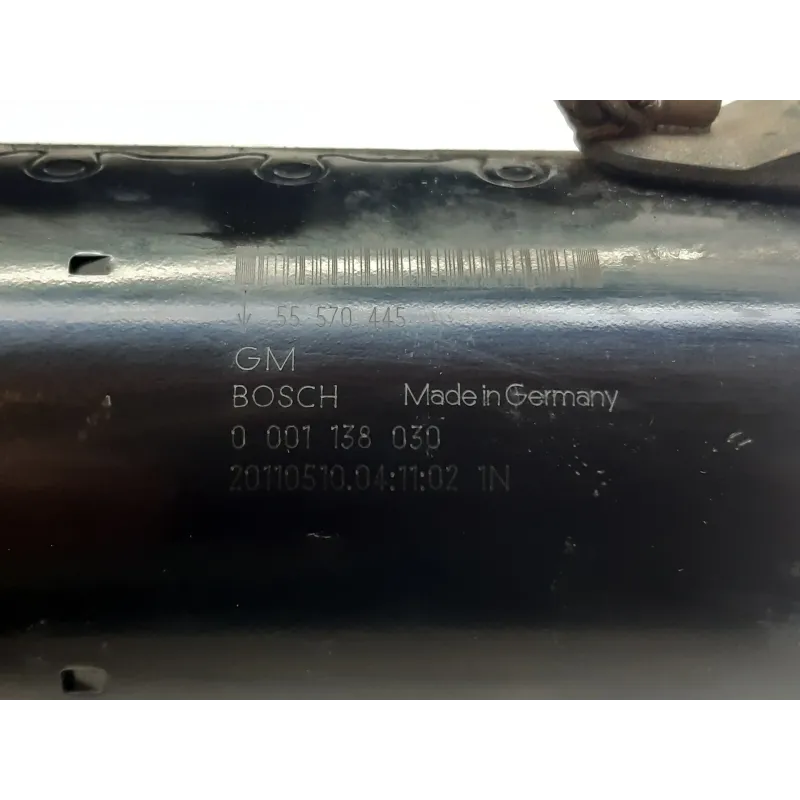 55 570 445
GM
BOSCH Made in Germany
0 001 138 030
20110510.04:11:02 1N